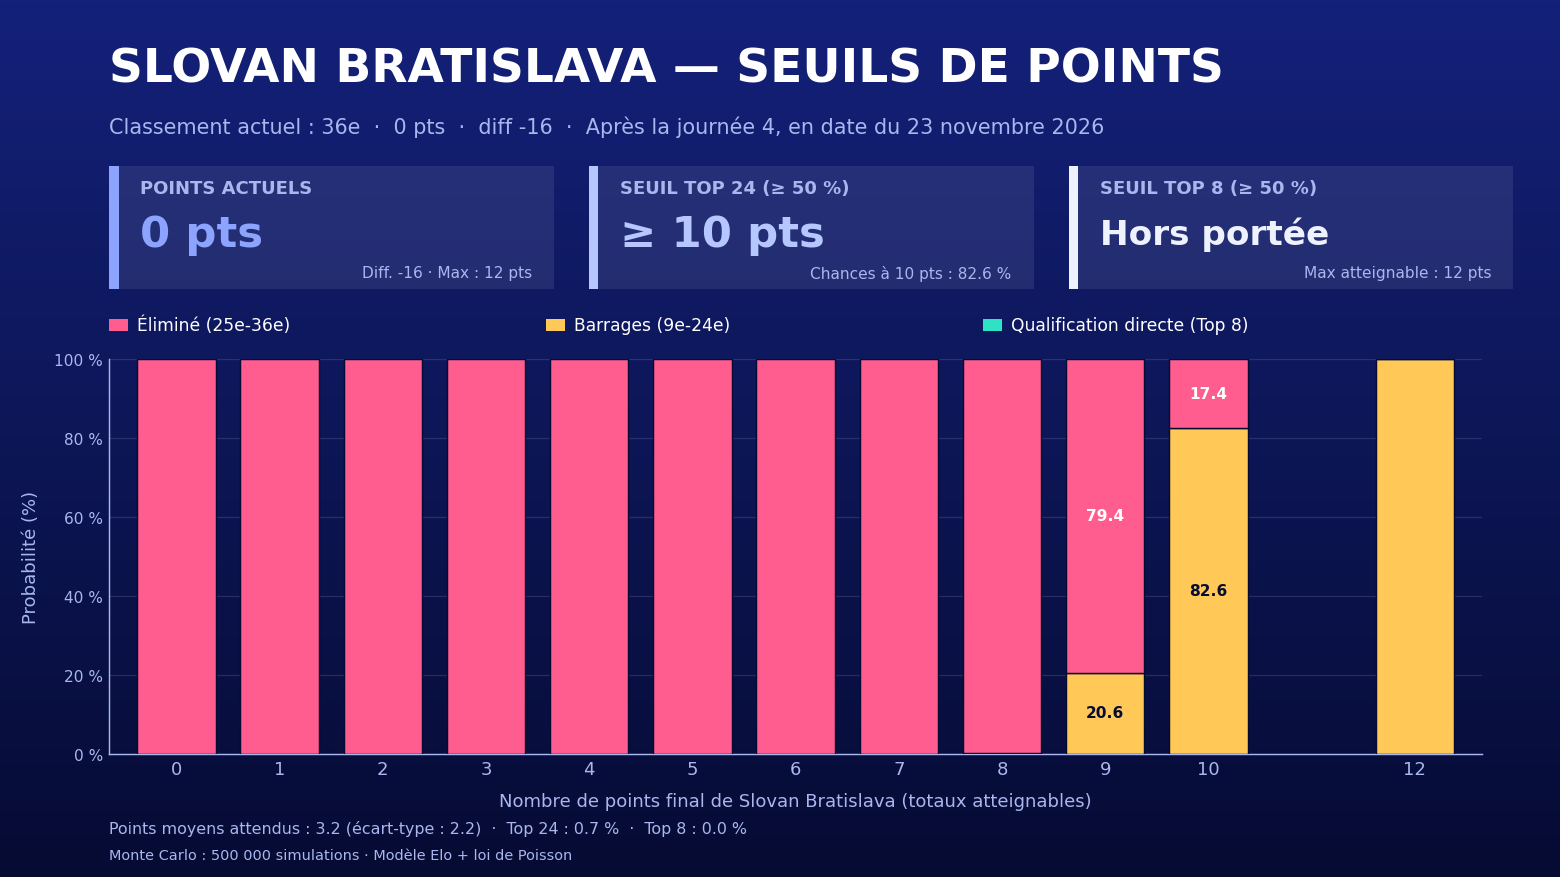 SLOVAN BRATISLAVA — SEUILS DE POINTS
Classement actuel : 36e · 0 pts · diff -16 · Après la journée 4, en date du 23 novembre 2026
POINTS ACTUELS
0 pts
Diff. -16 · Max : 12 pts
SEUIL TOP 24 (≥ 50 %)
≥ 10 pts
Chances à 10 pts : 82.6 %
SEUIL TOP 8 (≥ 50 %)
Hors portée
Max atteignable : 12 pts
Éliminé (25e-36e)
Barrages (9e-24e)
Qualification directe (Top 8)
Probabilité (%)
100 %
80 %
60 %
40 %
20 %
0 %
79.4
20.6
17.4
82.6
0 1 2 3 4 5 6 7 8 9 10 12
Nombre de points final de Slovan Bratislava (totaux atteignables)
Points moyens attendus : 3.2 (écart-type : 2.2) · Top 24 : 0.7 % · Top 8 : 0.0 %
Monte Carlo : 500 000 simulations · Modèle Elo + loi de Poisson